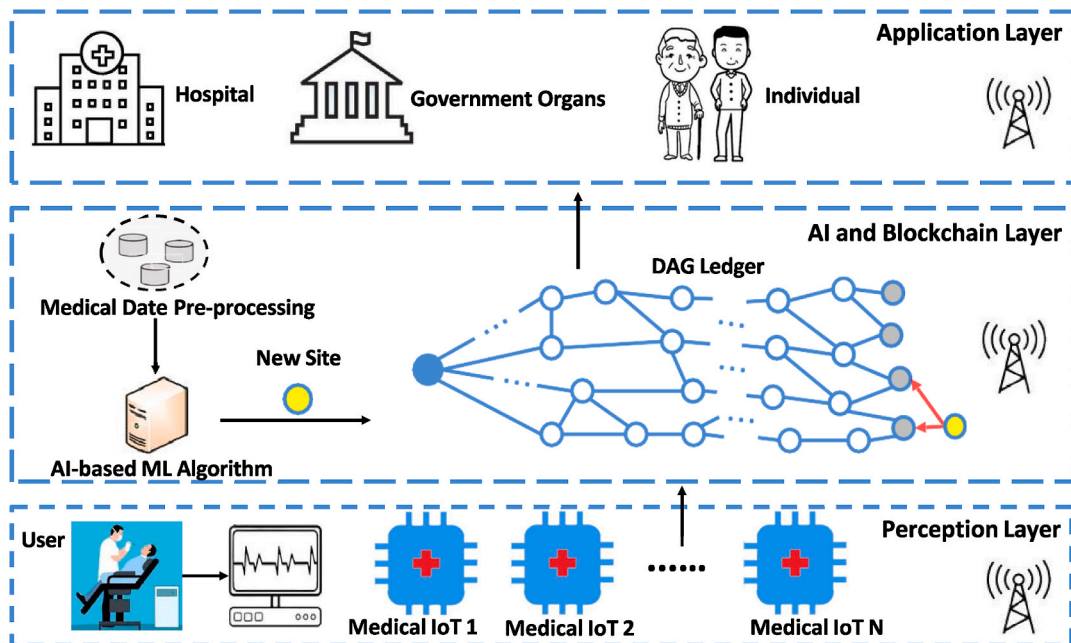 Application Layer
Hospital
Government Organs
Individual
AI and Blockchain Layer
DAG Ledger
Medical Date Pre-processing
New Site
AI-based ML Algorithm
Perception Layer
User
Medical IoT 1
Medical IoT 2
Medical IoT N